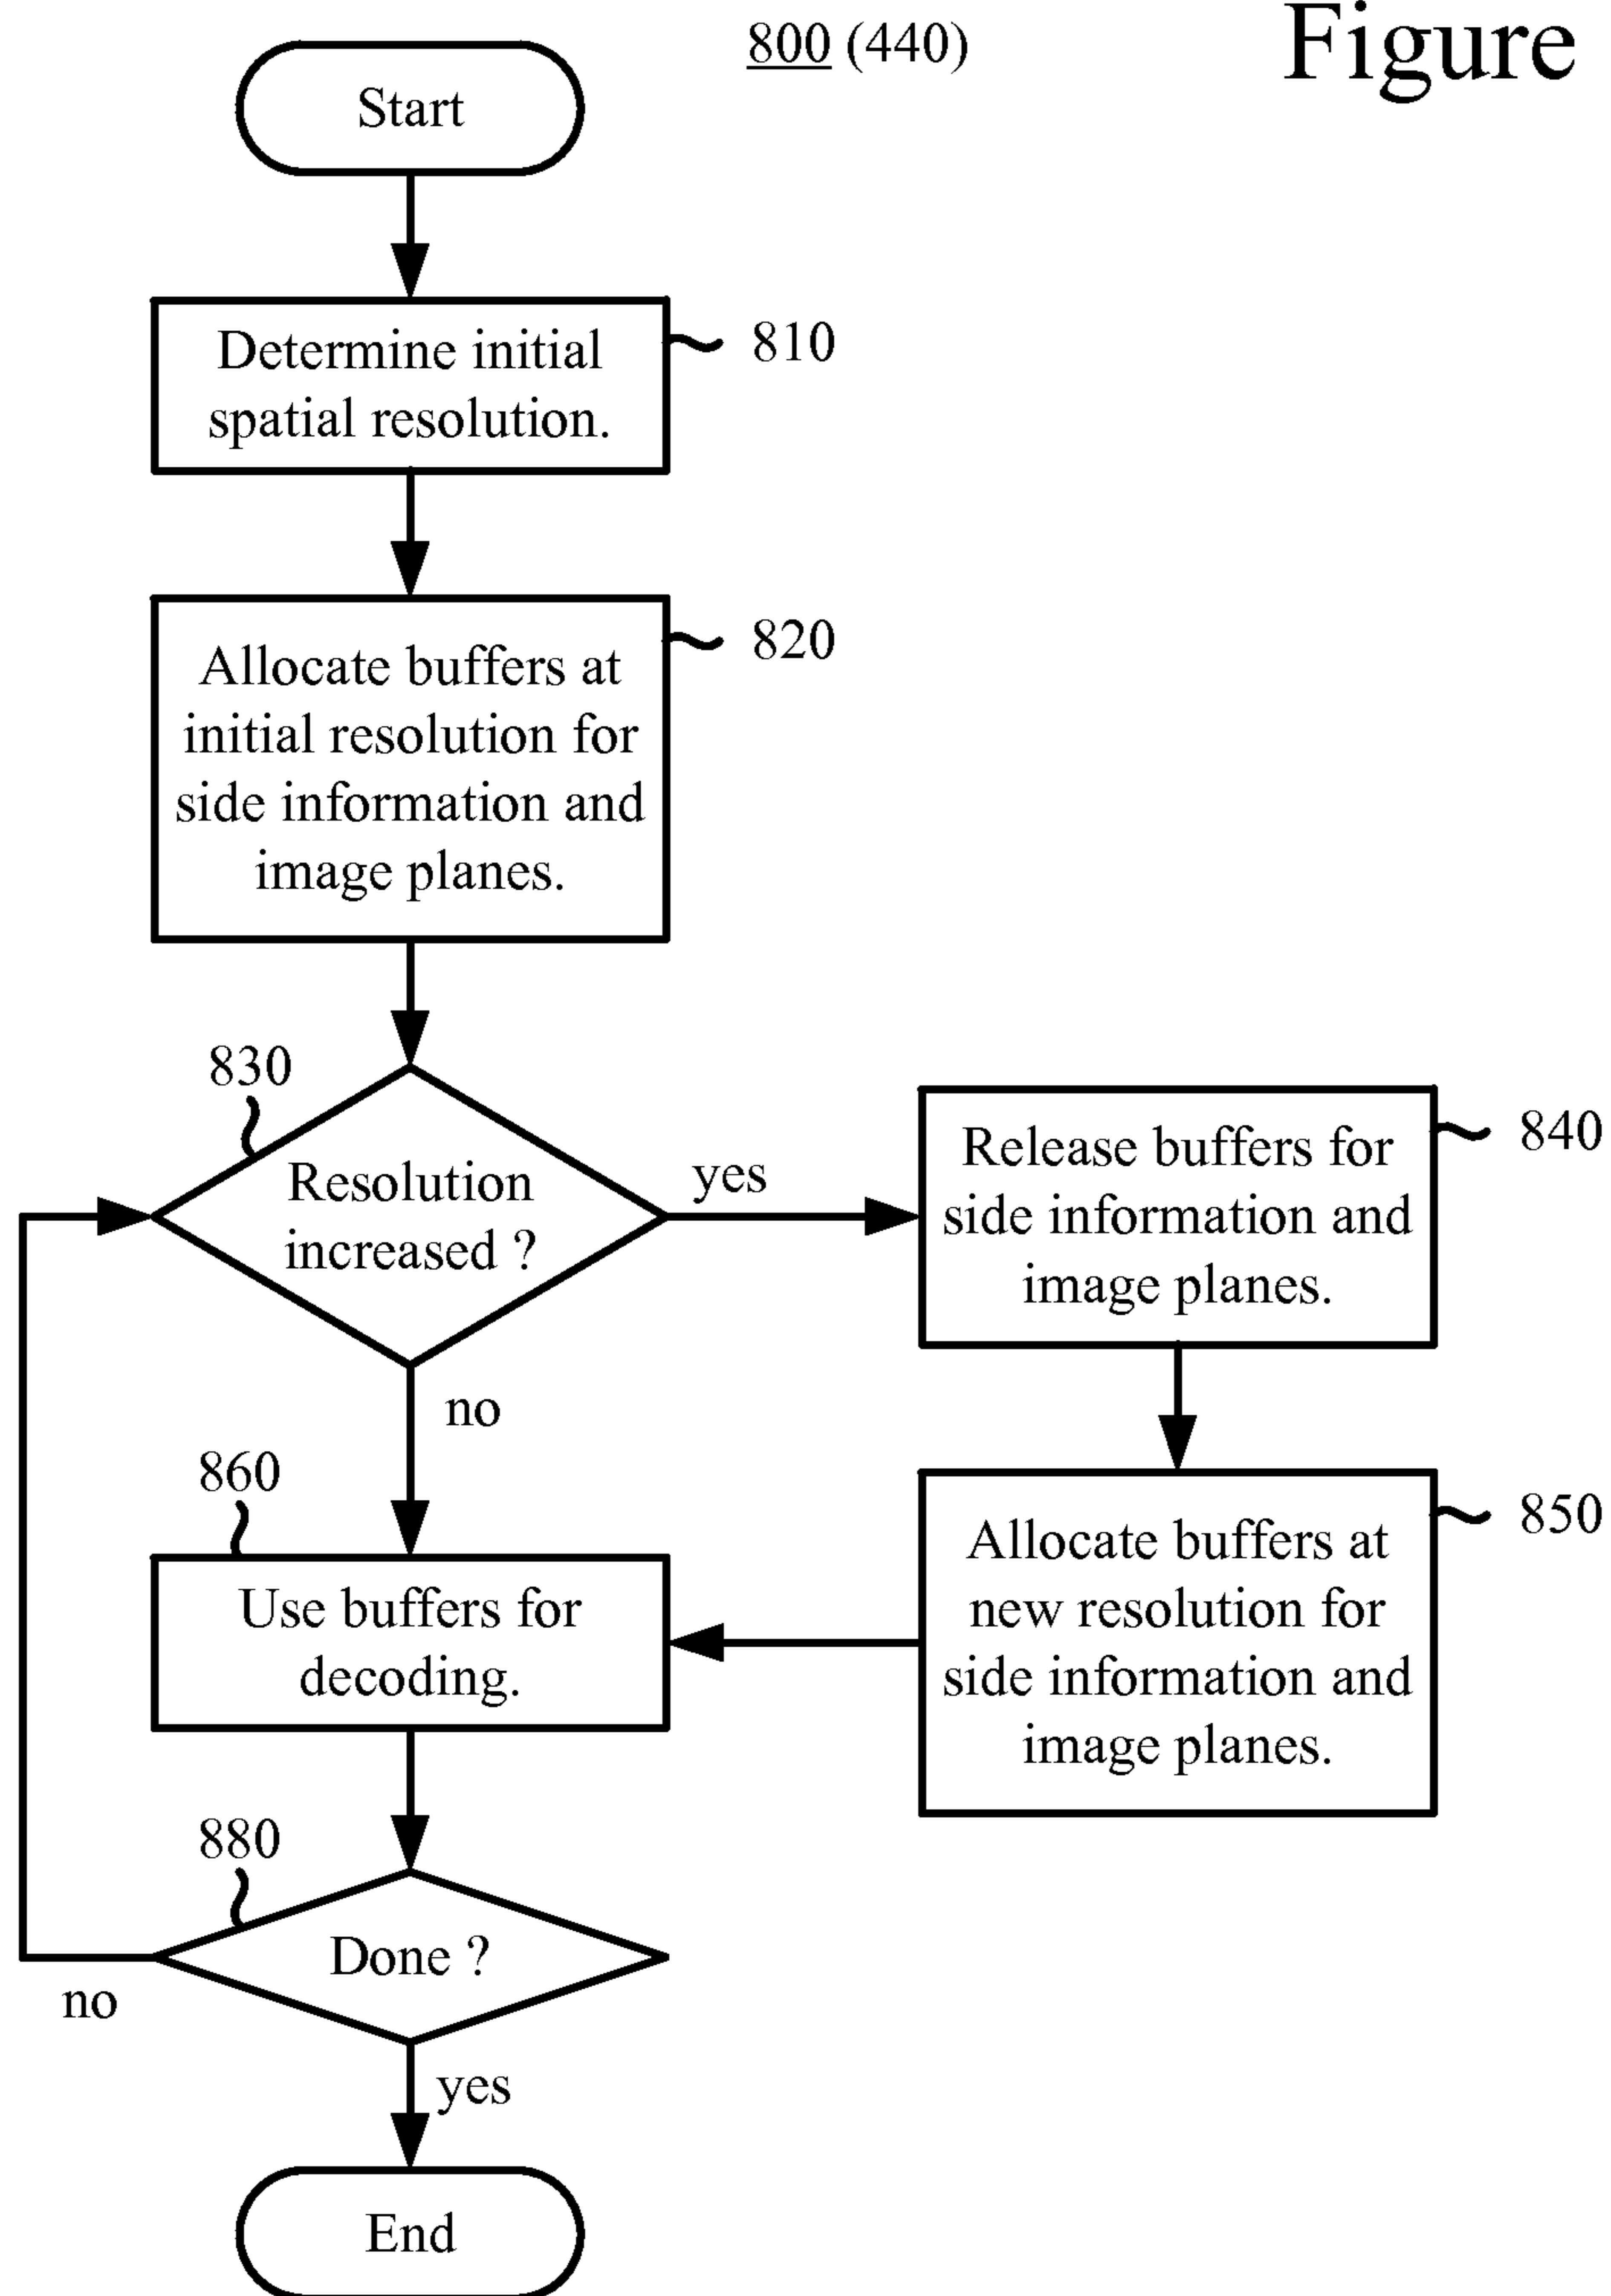 800 (440)
Figure
Start
Determine initial
spatial resolution.
810
Allocate buffers at
initial resolution for
side information and
image planes.
820
830
Resolution
increased ?
yes
no
Release buffers for
side information and
image planes.
840
Allocate buffers at
new resolution for
side information and
image planes.
850
860
Use buffers for
decoding.
880
Done ?
no
yes
End